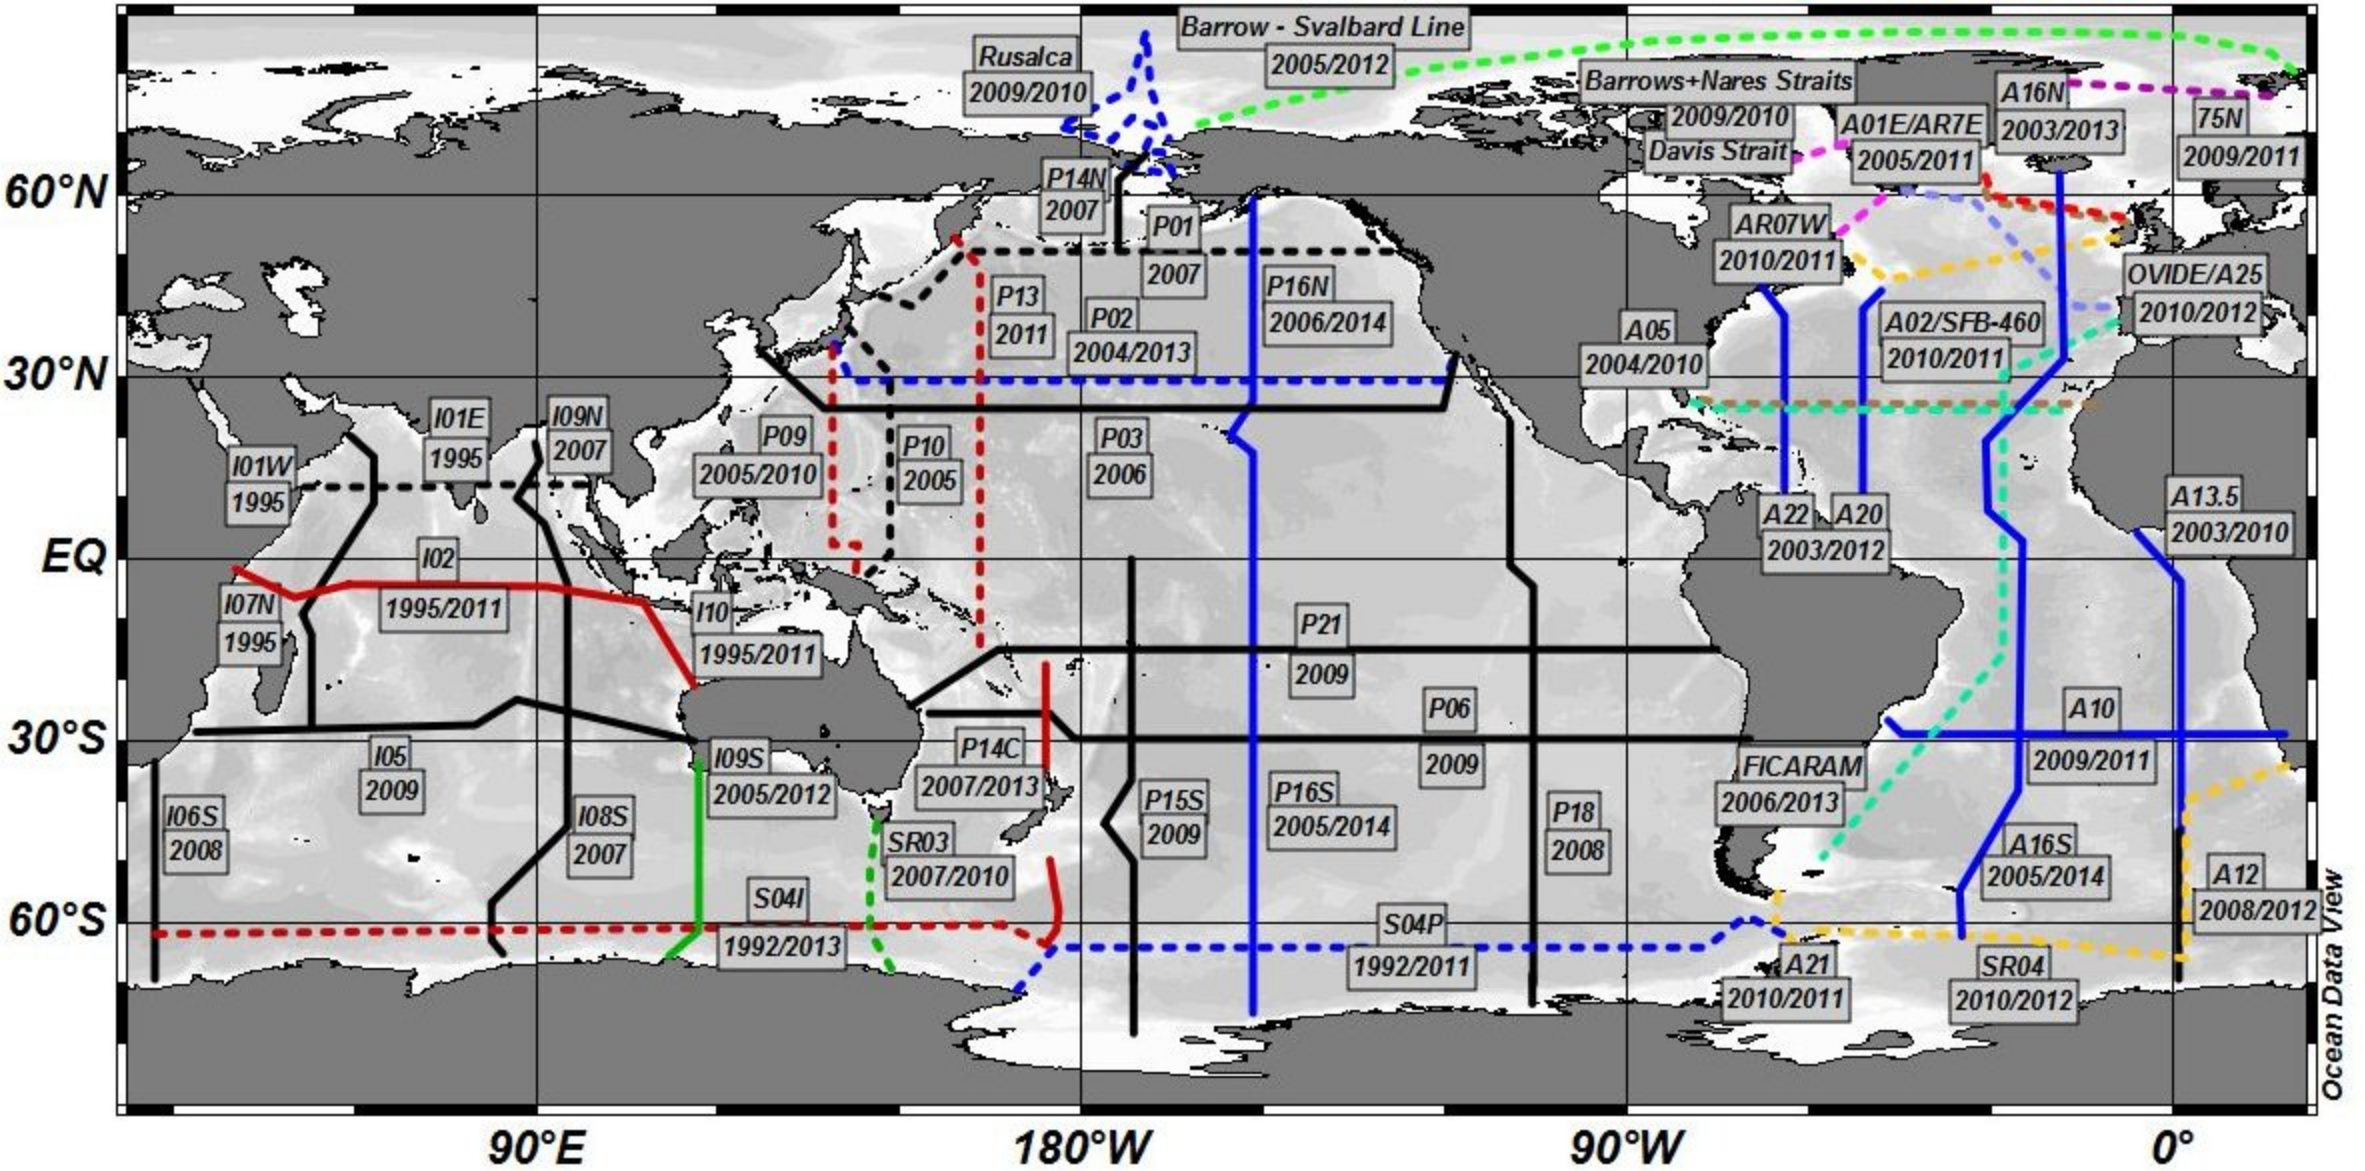 Barrow - Svalbard Line
2005/2012
Rusalca
2009/2010
Barrows+Nares Straits
2009/2010
Davis Strait
A01E/AR7E
2005/2011
A16N
2003/2013
75N
2009/2011
60°N
P14N
2007
P01
2007
AR07W
2010/2011
OVIDE/A25
2010/2012
P13
2011
P02
2004/2013
P16N
2006/2014
A05
2004/2010
A02/SFB-460
2010/2011
30°N
I01W
1995
I01E
1995
I09N
2007
P09
2005/2010
P10
2005
P03
2006
A22
A20
2003/2012
A13.5
2003/2010
EQ
I02
1995/2011
I07N
1995
I10
1995/2011
P21
2009
P06
2009
A10
2009/2011
30°S
I05
2009
I09S
2005/2012
P14C
2007/2013
FICARAM
2006/2013
I06S
2008
I08S
2007
SR03
2007/2010
P15S
2009
P16S
2005/2014
P18
2008
A16S
2005/2014
A12
2008/2012
60°S
S04I
1992/2013
S04P
1992/2011
A21
2010/2011
SR04
2010/2012
Ocean Data View
90°E
180°W
90°W
0°